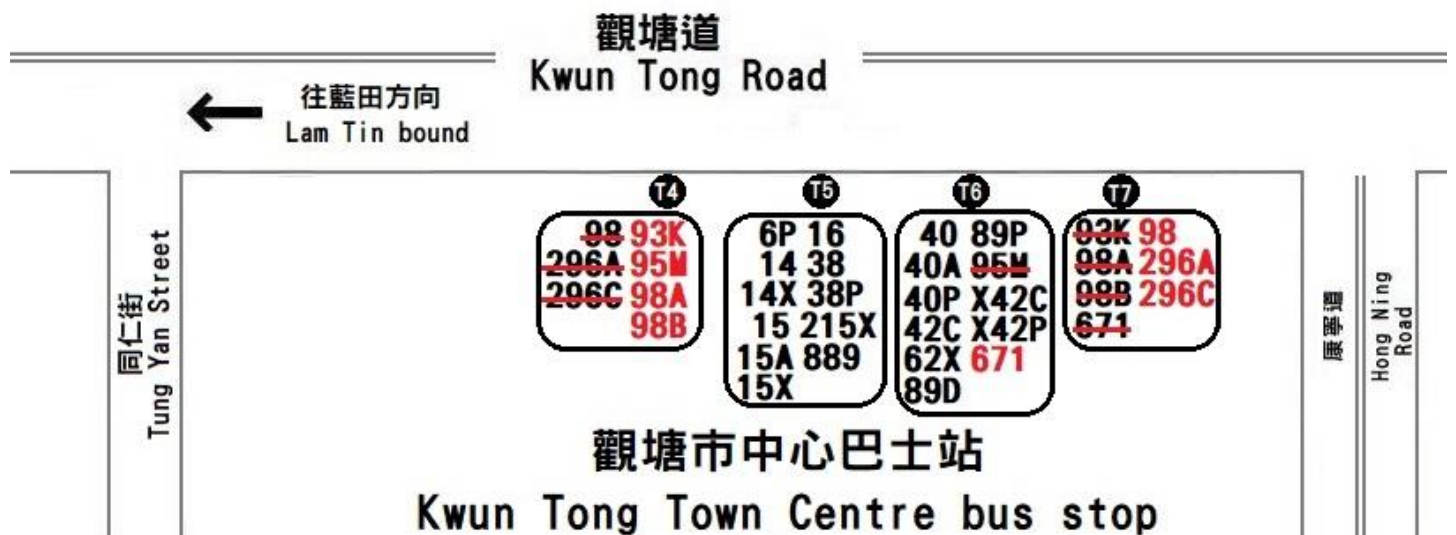 觀塘道
Kwun Tong Road
往藍田方向
Lam Tin bound
同仁街
Tung Yan Street
T4
98 93K
296A 95M
296C 98A
98B
T5
6P 16
14 38
14X 38P
15 215X
15A 889
15X
T6
40 89P
40A 95M
40P X42C
42C X42P
62X 671
89D
T7
93K 98
98A 296A
98B 296C
671
康寧道
Hong Ning
Road
觀塘市中心巴士站
Kwun Tong Town Centre bus stop